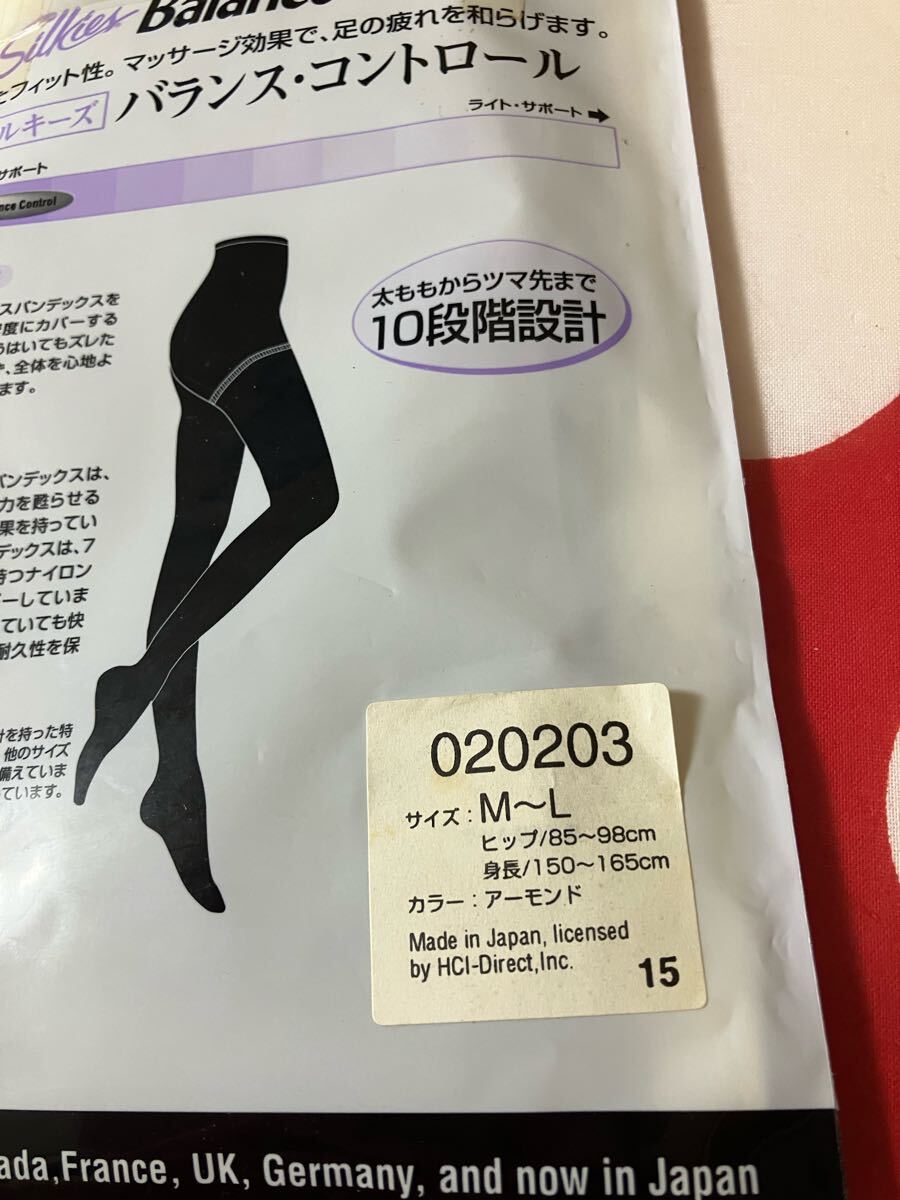 Silkies Balance
フィット性。マッサージ効果で、足の疲れを和らげます。
ルキーズ バランス・コントロール
ライト・サポート
サポート
nce Control
太ももからツマ先まで
10段階設計
スパンデックスを
度にカバーする
はいてもズレた
、全体を心地よ
ます。
パンデックスは、
力を甦らせる
果を持ってい
デックスは、7
持つナイロン
ーしていま
ていても快
耐久性を保
計を持った特
他のサイズ
備えていま
ています。
020203
サイズ：M〜L
ヒップ/85〜98cm
身長/150〜165cm
カラー：アーモンド
Made in Japan, licensed
by HCI-Direct,Inc. 15
ada,France, UK, Germany, and now in Japan